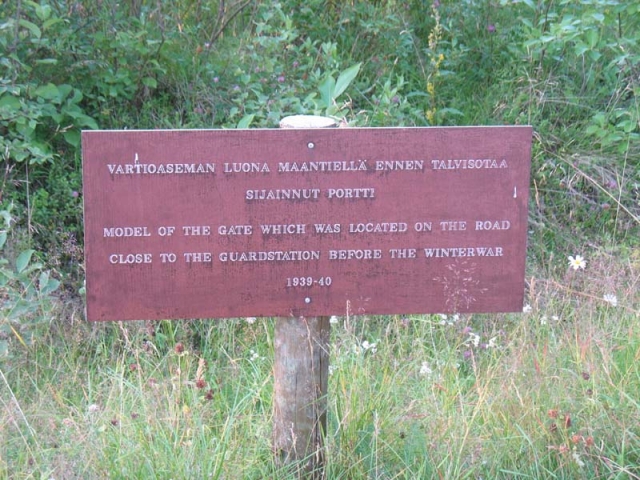 VARTIOASEMAN LUONA MAANTIELLÄ ENNEN TALVISOTAA
SIJAINNUT PORTTI
MODEL OF THE GATE WHICH WAS LOCATED ON THE ROAD
CLOSE TO THE GUARDSTATION BEFORE THE WINTERWAR
1939-40